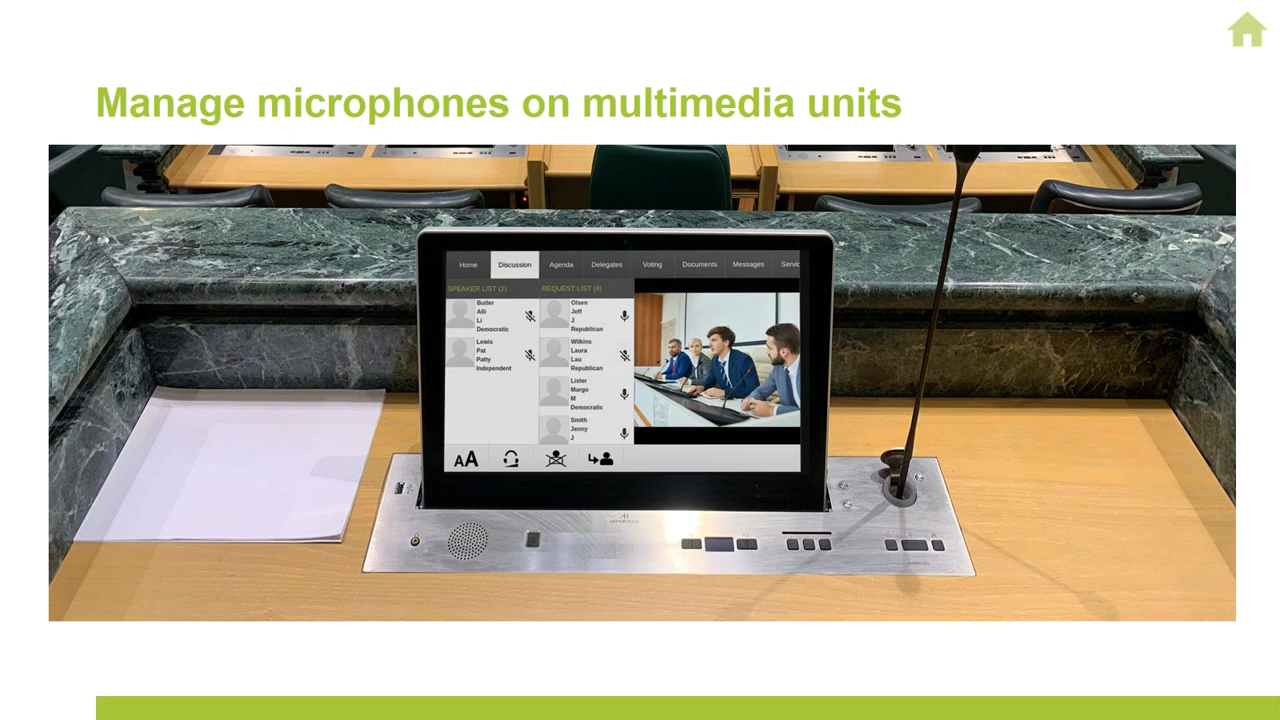 Manage microphones on multimedia units
Home Discussion Agenda Delegates Voting Documents Messages Servic
SPEAKER LIST (2)
Butler
Alli
Li
Democratic
Lewis
Pat
Patty
Independent
REQUEST LIST (4)
Olsen
Jeff
J
Republican
Wilkins
Laura
Lau
Republican
Lister
Margo
M
Democratic
Smith
Jenny
J
AA